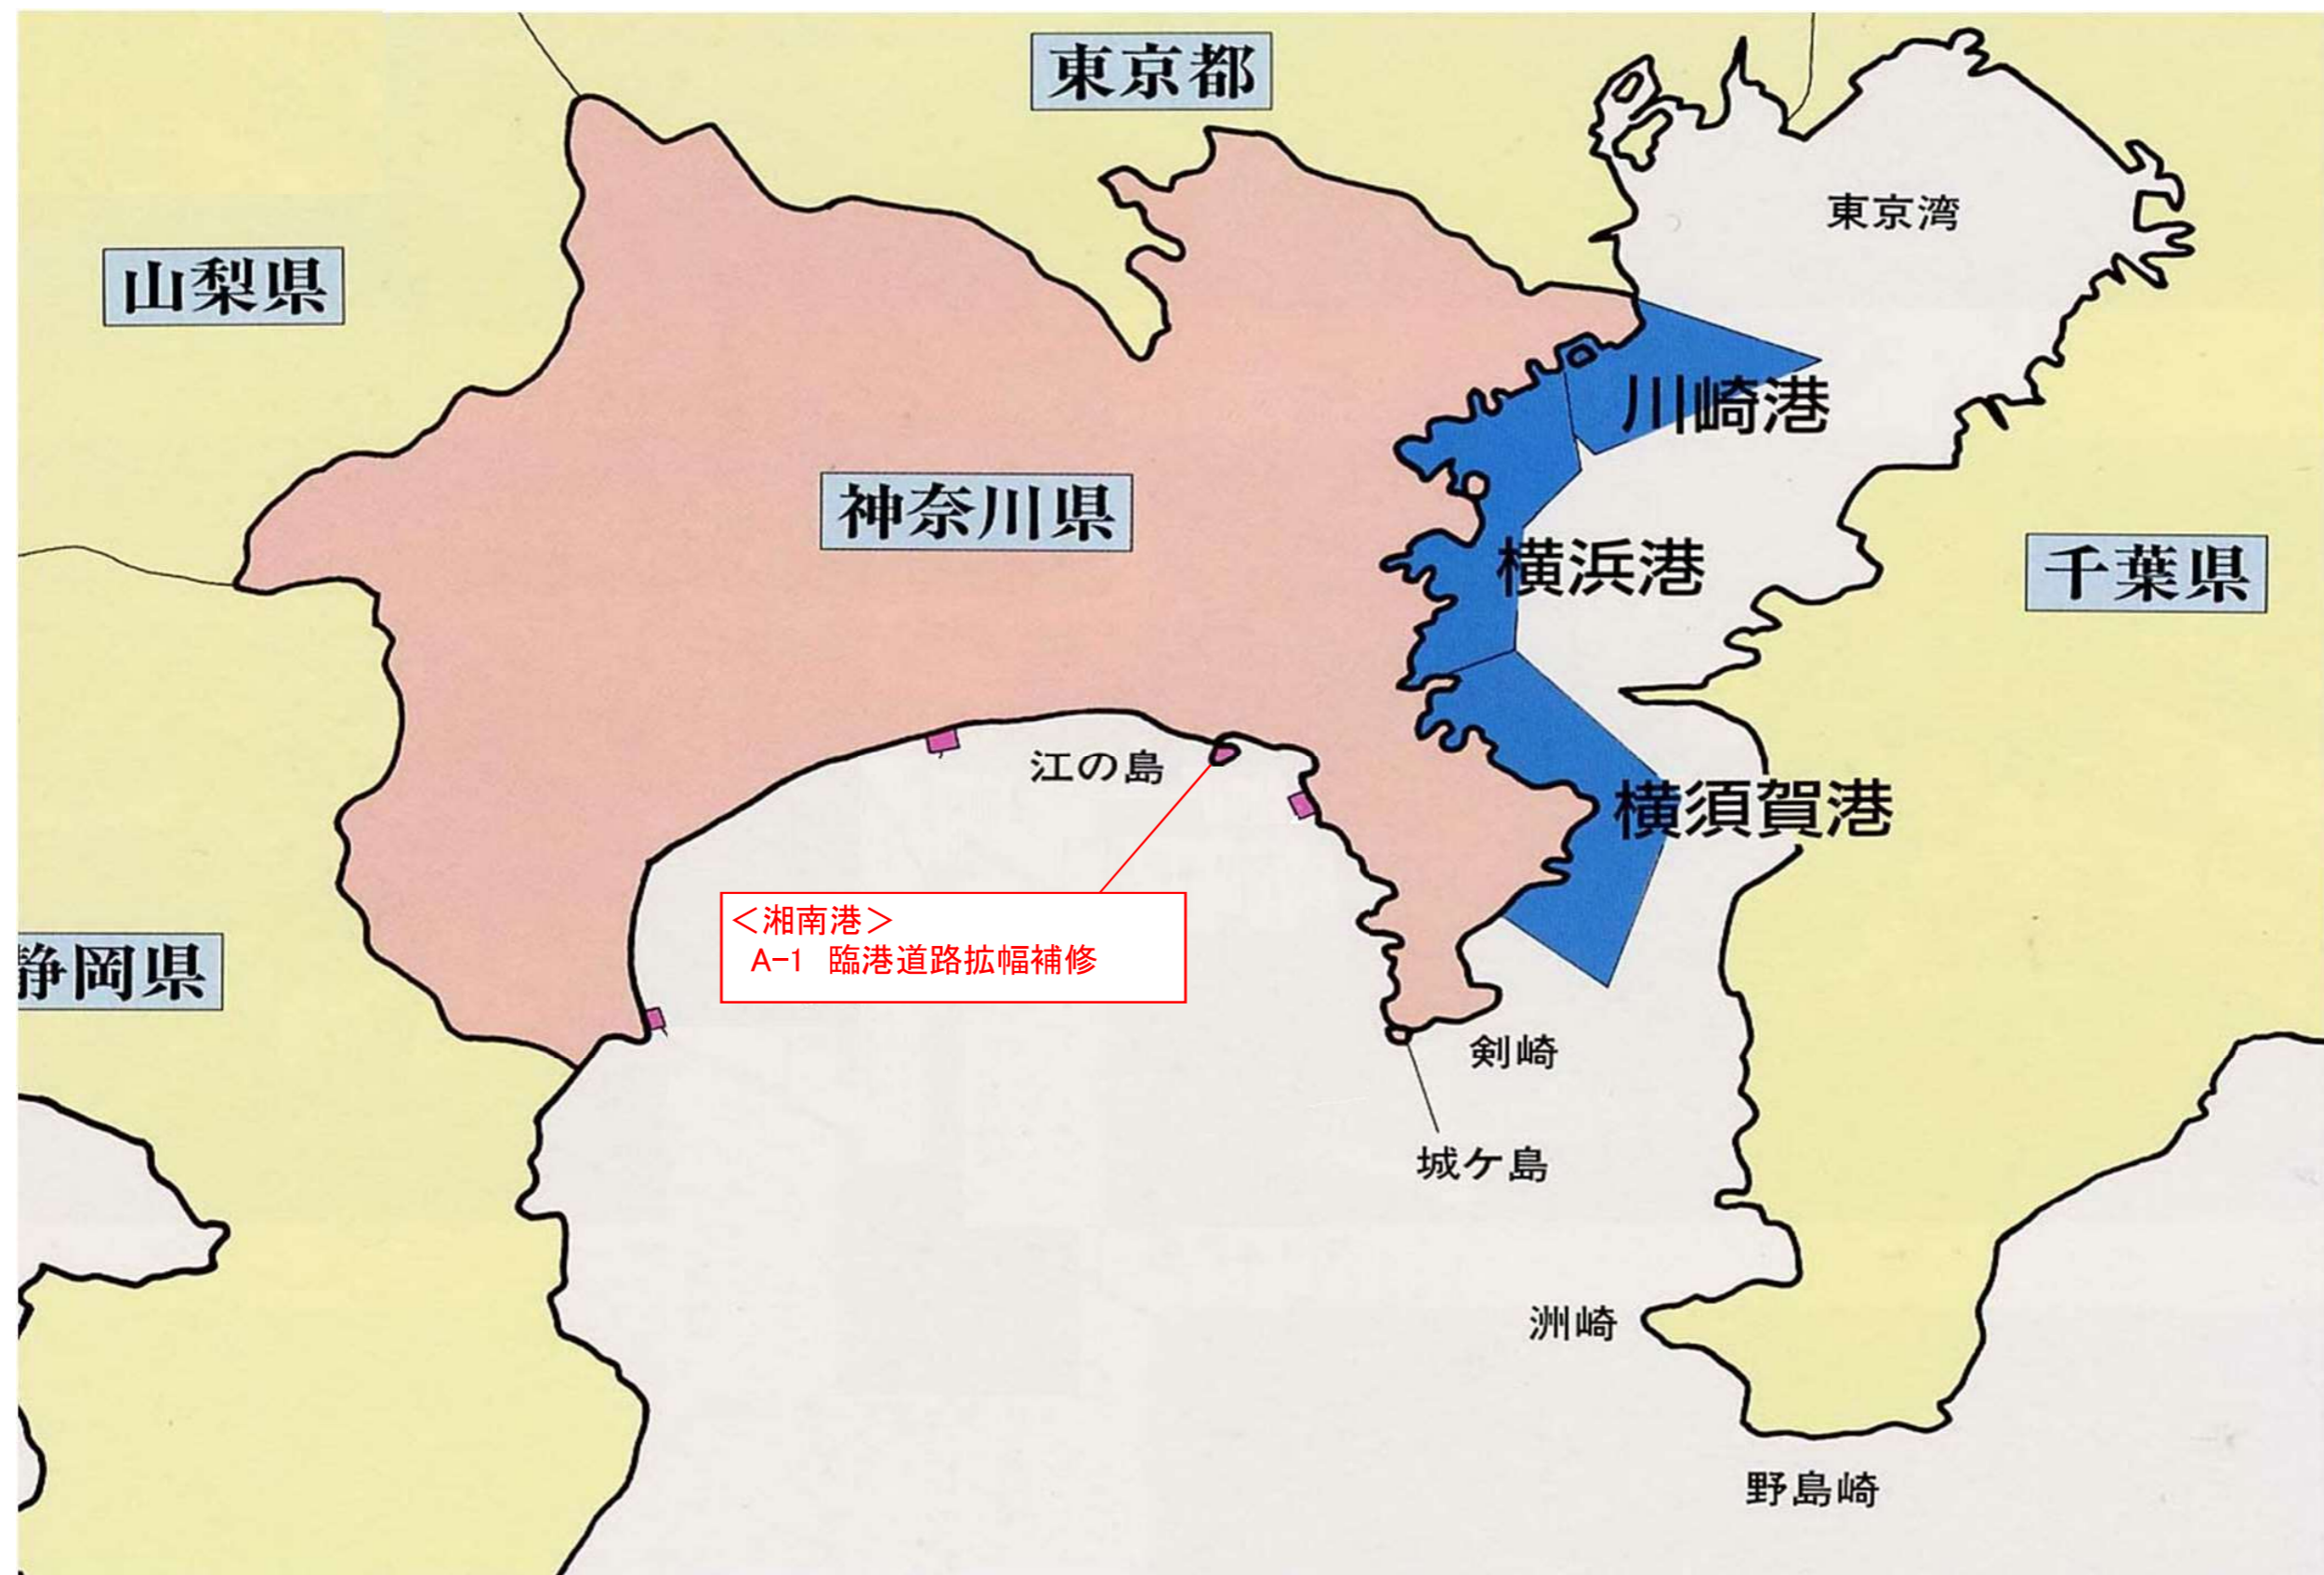 東京都
東京湾
山梨県
川崎港
神奈川県
横浜港
千葉県
江の島
横須賀港
＜湘南港＞
A-1 臨港道路拡幅補修
静岡県
剣崎
城ケ島
洲崎
野島崎